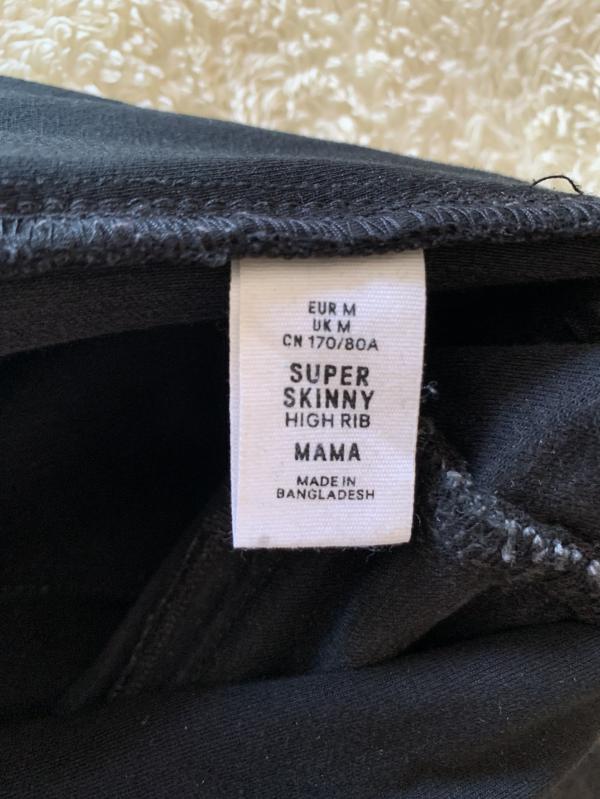 EUR M
UK M
CN 170/80A
SUPER
SKINNY
HIGH RIB
MAMA
MADE IN
BANGLADESH